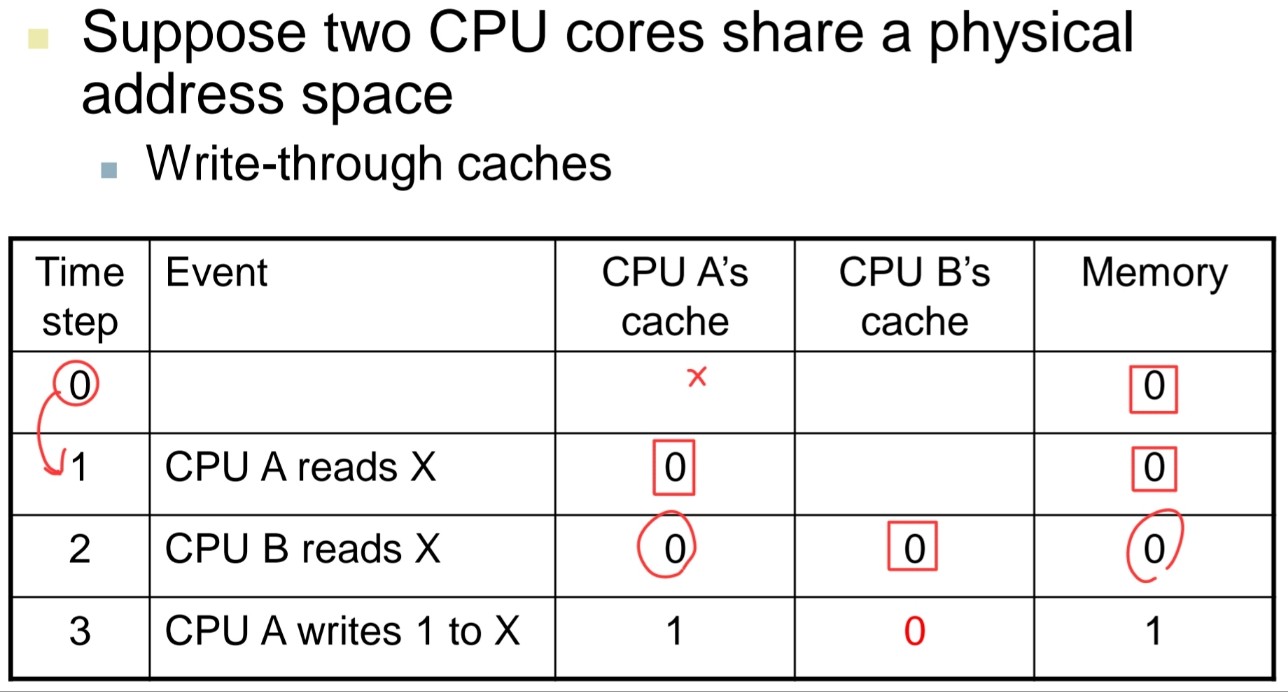 Suppose two CPU cores share a physical
address space
Write-through caches
Time step Event CPU A's cache CPU B's cache Memory
0 x 0
1 CPU A reads X 0 0
2 CPU B reads X 0 0 0
3 CPU A writes 1 to X 1 0 1